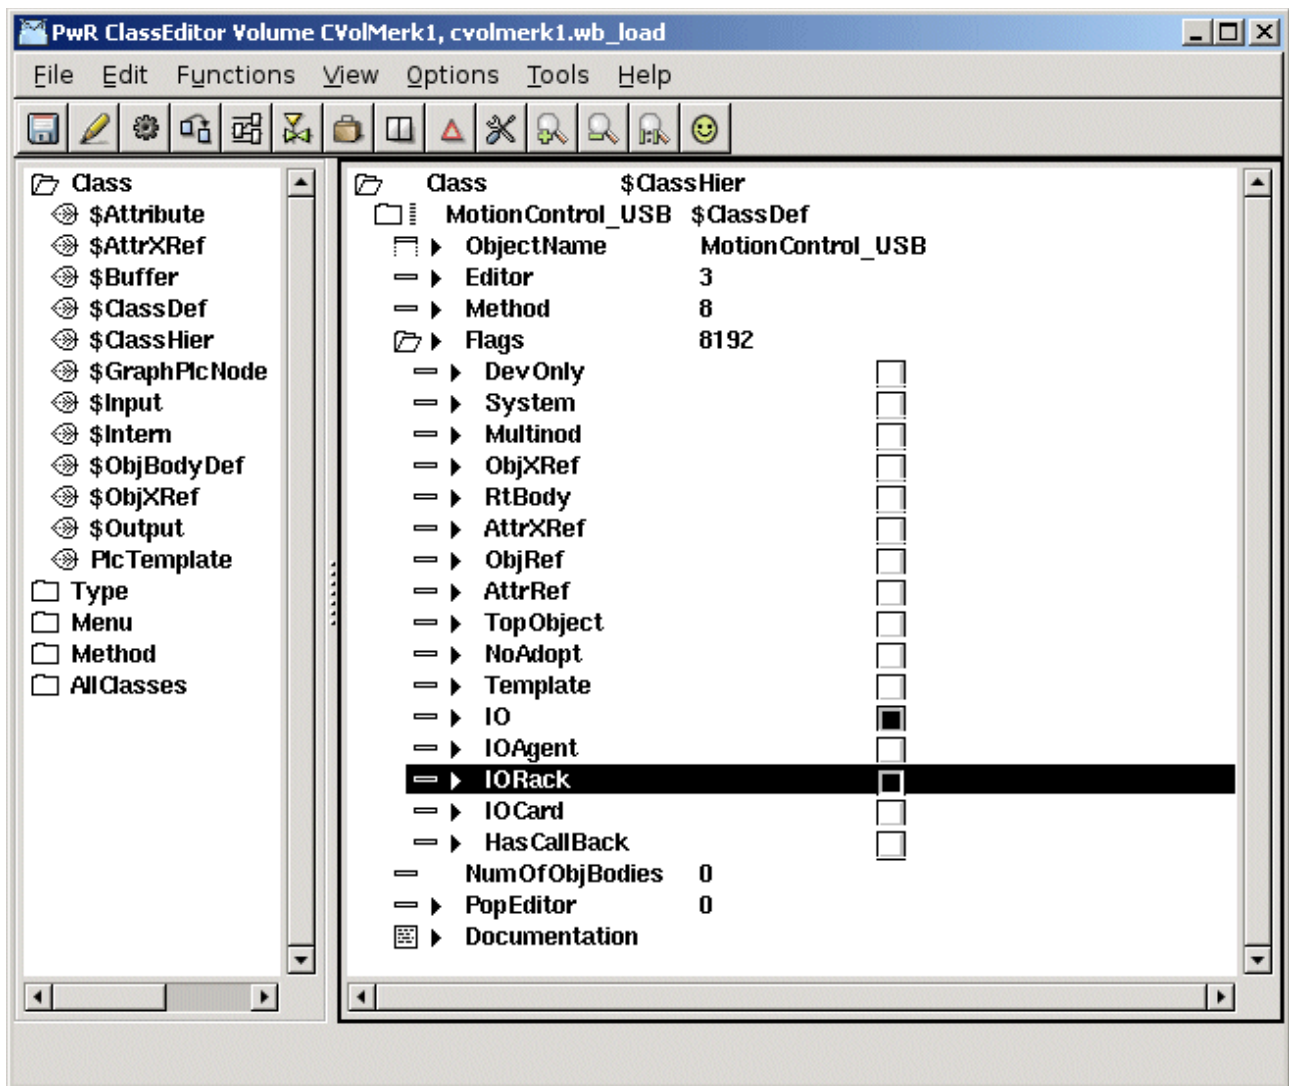 PwR ClassEditor Volume CVolMerk1, cvolmerk1.wb_load
File Edit Functions View Options Tools Help
Class
$Attribute
$AttrXRef
$Buffer
$ClassDef
$ClassHier
$GraphPlcNode
$Input
$Intern
$ObjBodyDef
$ObjXRef
$Output
PlcTemplate
Type
Menu
Method
AllClasses
Class $ClassHier
MotionControl_USB $ClassDef
ObjectName MotionControl_USB
Editor 3
Method 8
Flags 8192
DevOnly
System
Multinod
ObjXRef
RtBody
AttrXRef
ObjRef
AttrRef
TopObject
NoAdopt
Template
IO
IOAgent
IORack
IOCard
HasCallBack
NumOfObjBodies 0
PopEditor 0
Documentation